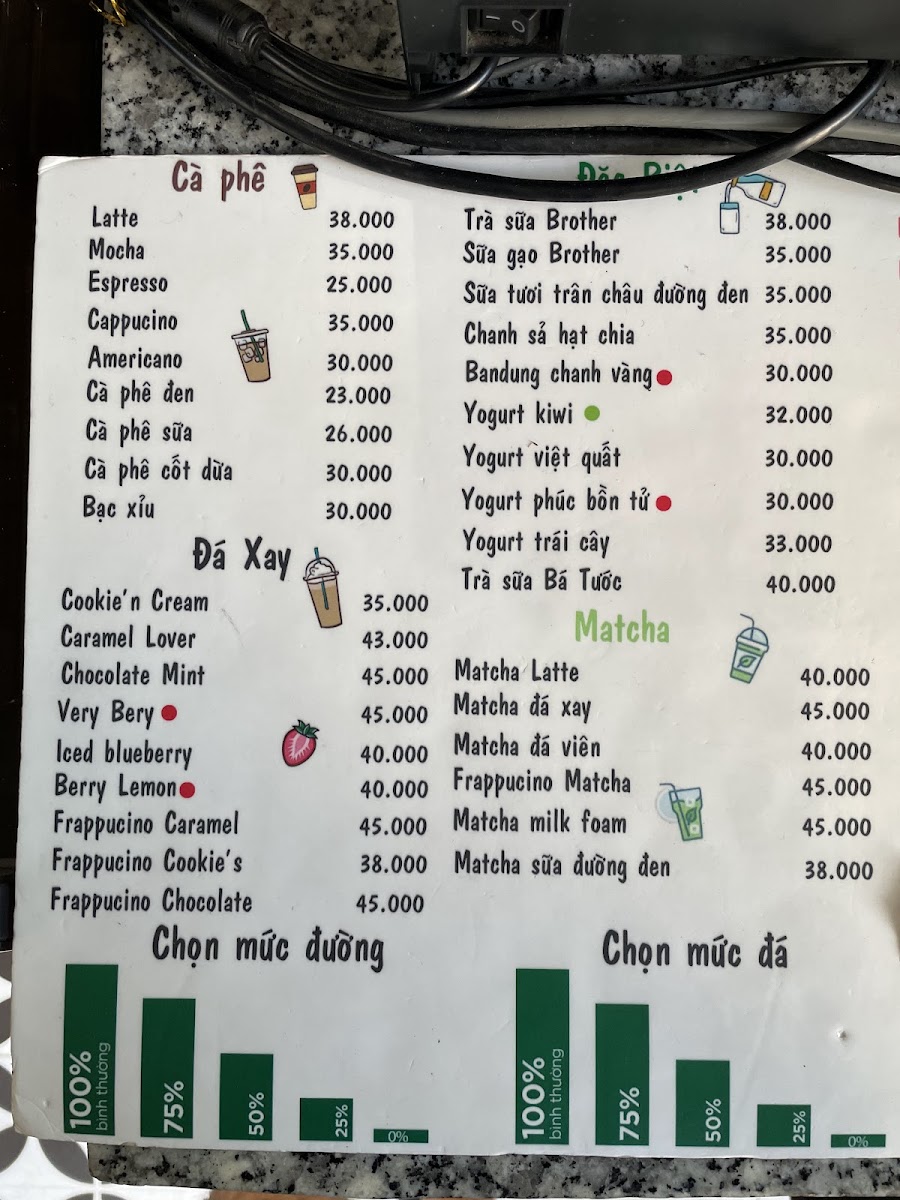 Cà phê
Latte 38.000
Mocha 35.000
Espresso 25.000
Cappucino 35.000
Americano 30.000
Cà phê đen 23.000
Cà phê sữa 26.000
Cà phê cốt dừa 30.000
Bạc xỉu 30.000
Đá Xay
Cookie'n Cream 35.000
Caramel Lover 43.000
Chocolate Mint 45.000
Very Bery 45.000
Iced blueberry 40.000
Berry Lemon 40.000
Frappucino Caramel 45.000
Frappucino Cookie's 38.000
Frappucino Chocolate 45.000
Đặc Biệt
Trà sữa Brother 38.000
Sữa gạo Brother 35.000
Sữa tươi trân châu đường đen 35.000
Chanh sả hạt chia 35.000
Bandung chanh vàng 30.000
Yogurt kiwi 32.000
Yogurt việt quất 30.000
Yogurt phúc bồn tử 30.000
Yogurt trái cây 33.000
Trà sữa Bá Tước 40.000
Matcha
Matcha Latte 40.000
Matcha đá xay 45.000
Matcha đá viên 40.000
Frappucino Matcha 45.000
Matcha milk foam 45.000
Matcha sữa đường đen 38.000
Chọn mức đường
100%
bình thường
75%
50%
25%
0%
Chọn mức đá
100%
bình thường
75%
50%
25%
0%